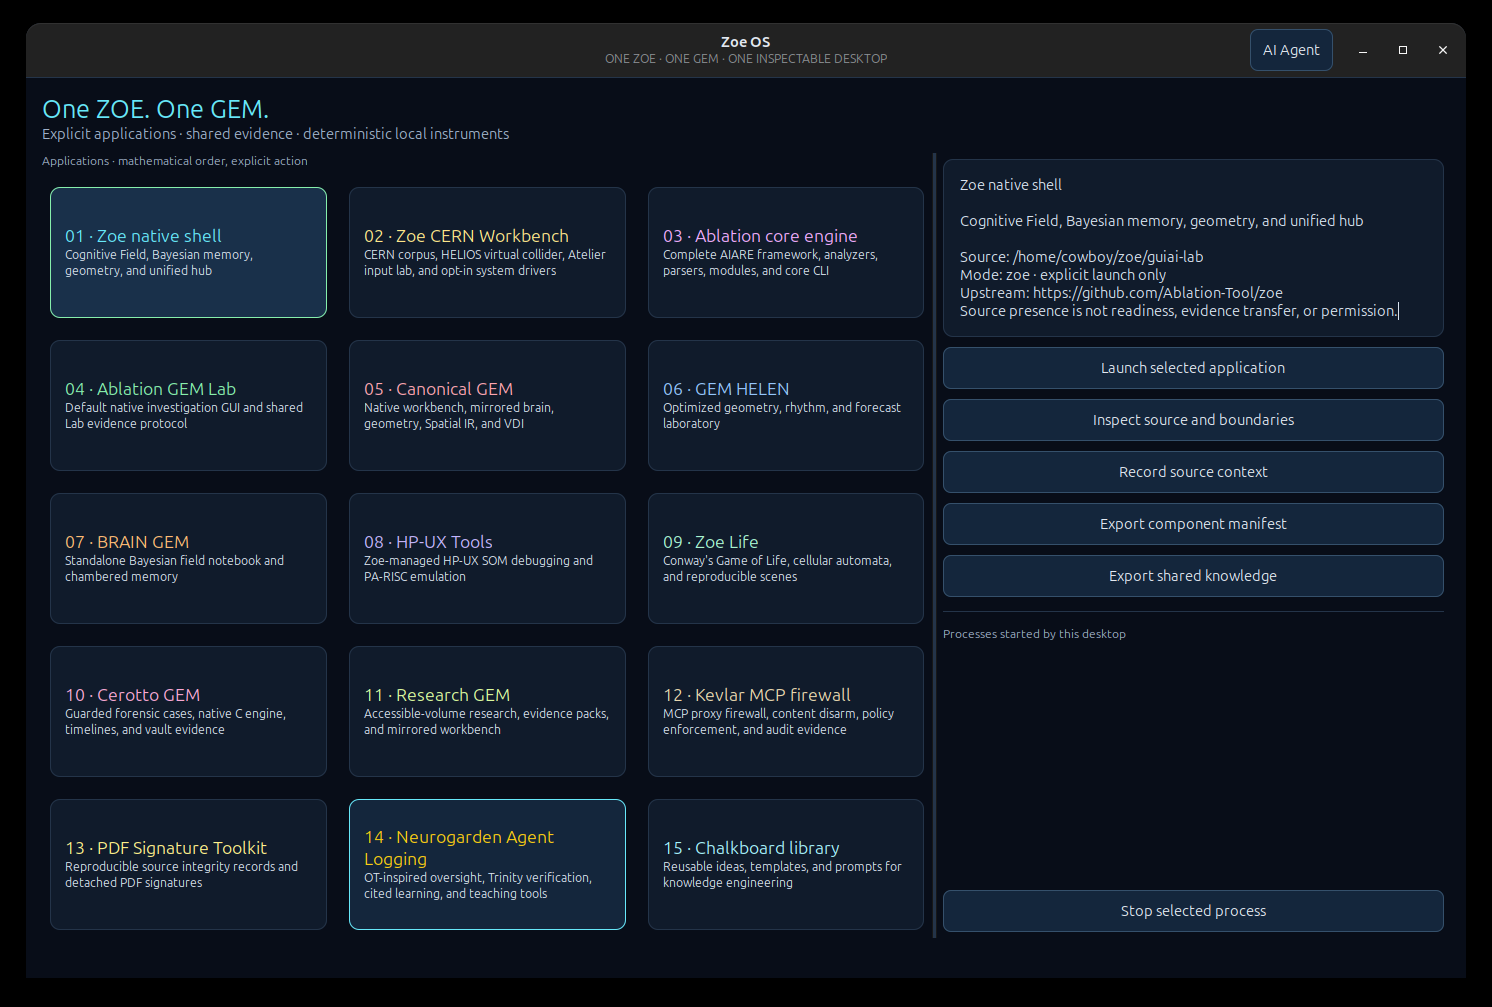 Zoe OS
ONE ZOE · ONE GEM · ONE INSPECTABLE DESKTOP
AI Agent
One ZOE. One GEM.
Explicit applications · shared evidence · deterministic local instruments
Applications · mathematical order, explicit action
01 · Zoe native shell
Cognitive Field, Bayesian memory,
geometry, and unified hub
02 · Zoe CERN Workbench
CERN corpus, HELIOS virtual collider, Atelier
input lab, and opt-in system drivers
03 · Ablation core engine
Complete AIARE framework, analyzers,
parsers, modules, and core CLI
04 · Ablation GEM Lab
Default native investigation GUI and shared
Lab evidence protocol
05 · Canonical GEM
Native workbench, mirrored brain,
geometry, Spatial IR, and VDI
06 · GEM HELEN
Optimized geometry, rhythm, and forecast
laboratory
07 · BRAIN GEM
Standalone Bayesian field notebook and
chambered memory
08 · HP-UX Tools
Zoe-managed HP-UX SOM debugging and
PA-RISC emulation
09 · Zoe Life
Conway's Game of Life, cellular automata,
and reproducible scenes
10 · Cerotto GEM
Guarded forensic cases, native C engine,
timelines, and vault evidence
11 · Research GEM
Accessible-volume research, evidence packs,
and mirrored workbench
12 · Kevlar MCP firewall
MCP proxy firewall, content disarm, policy
enforcement, and audit evidence
13 · PDF Signature Toolkit
Reproducible source integrity records and
detached PDF signatures
14 · Neurogarden Agent
Logging
OT-inspired oversight, Trinity verification,
cited learning, and teaching tools
15 · Chalkboard library
Reusable ideas, templates, and prompts for
knowledge engineering
Zoe native shell
Cognitive Field, Bayesian memory, geometry, and unified hub
Source: /home/cowboy/zoe/guiai-lab
Mode: zoe · explicit launch only
Upstream: https://github.com/Ablation-Tool/zoe
Source presence is not readiness, evidence transfer, or permission.
Launch selected application
Inspect source and boundaries
Record source context
Export component manifest
Export shared knowledge
Processes started by this desktop
Stop selected process